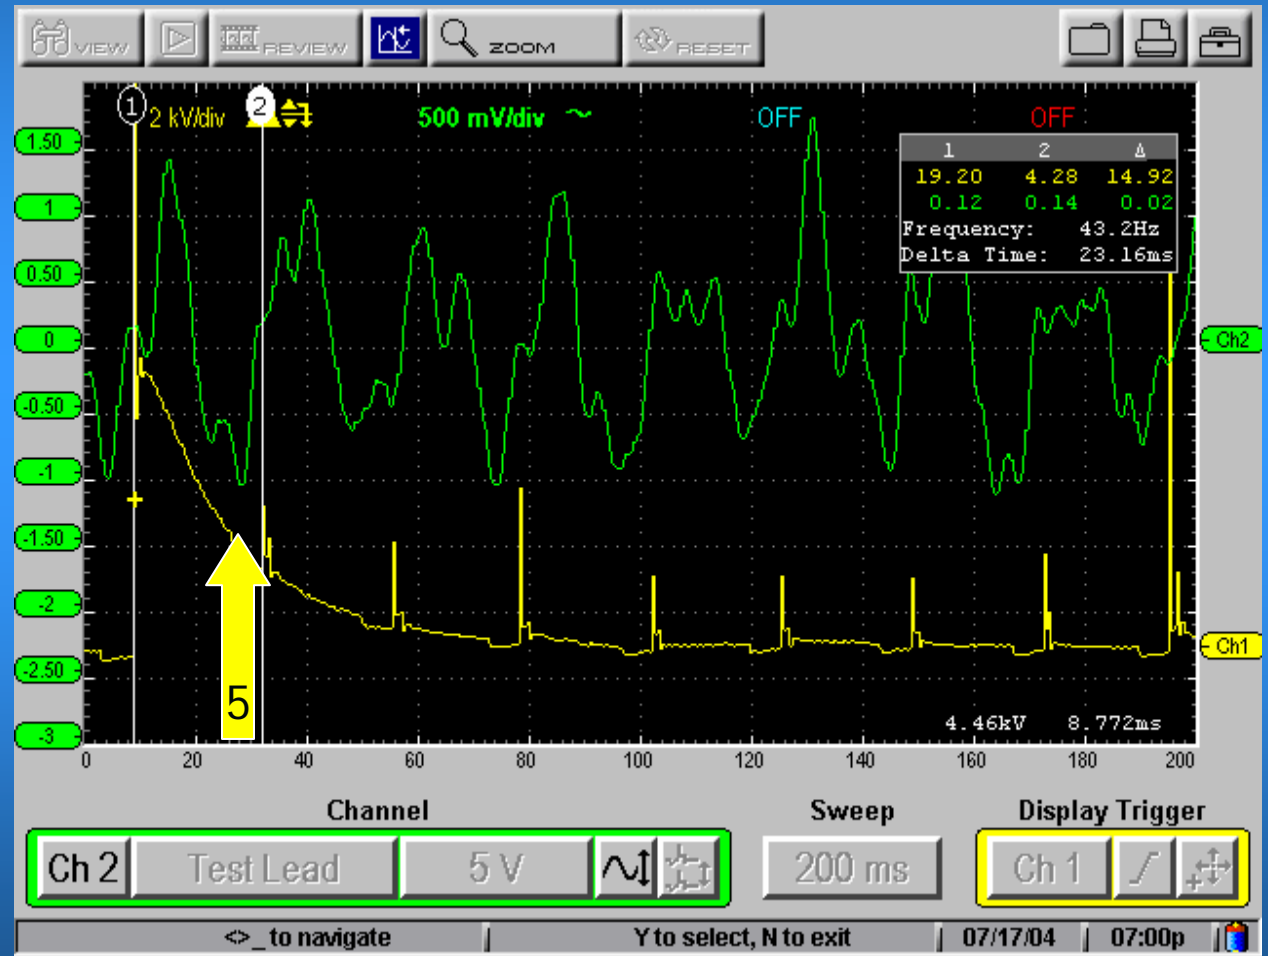 VIEW REVIEW ZOOM RESET
1 2 kV/div 2 500 mV/div OFF OFF
1 2 Δ
19.20 4.28 14.92
0.12 0.14 0.02
Frequency: 43.2Hz
Delta Time: 23.16ms
1.50
1
0.50
0
-0.50
-1
-1.50
-2
-2.50
-3
Ch2
Ch1
5
4.46kV 8.772ms
0 20 40 60 80 100 120 140 160 180 200
Channel Sweep Display Trigger
Ch 2 Test Lead 5 V 200 ms Ch 1
<>_ to navigate Y to select, N to exit 07/17/04 07:00p